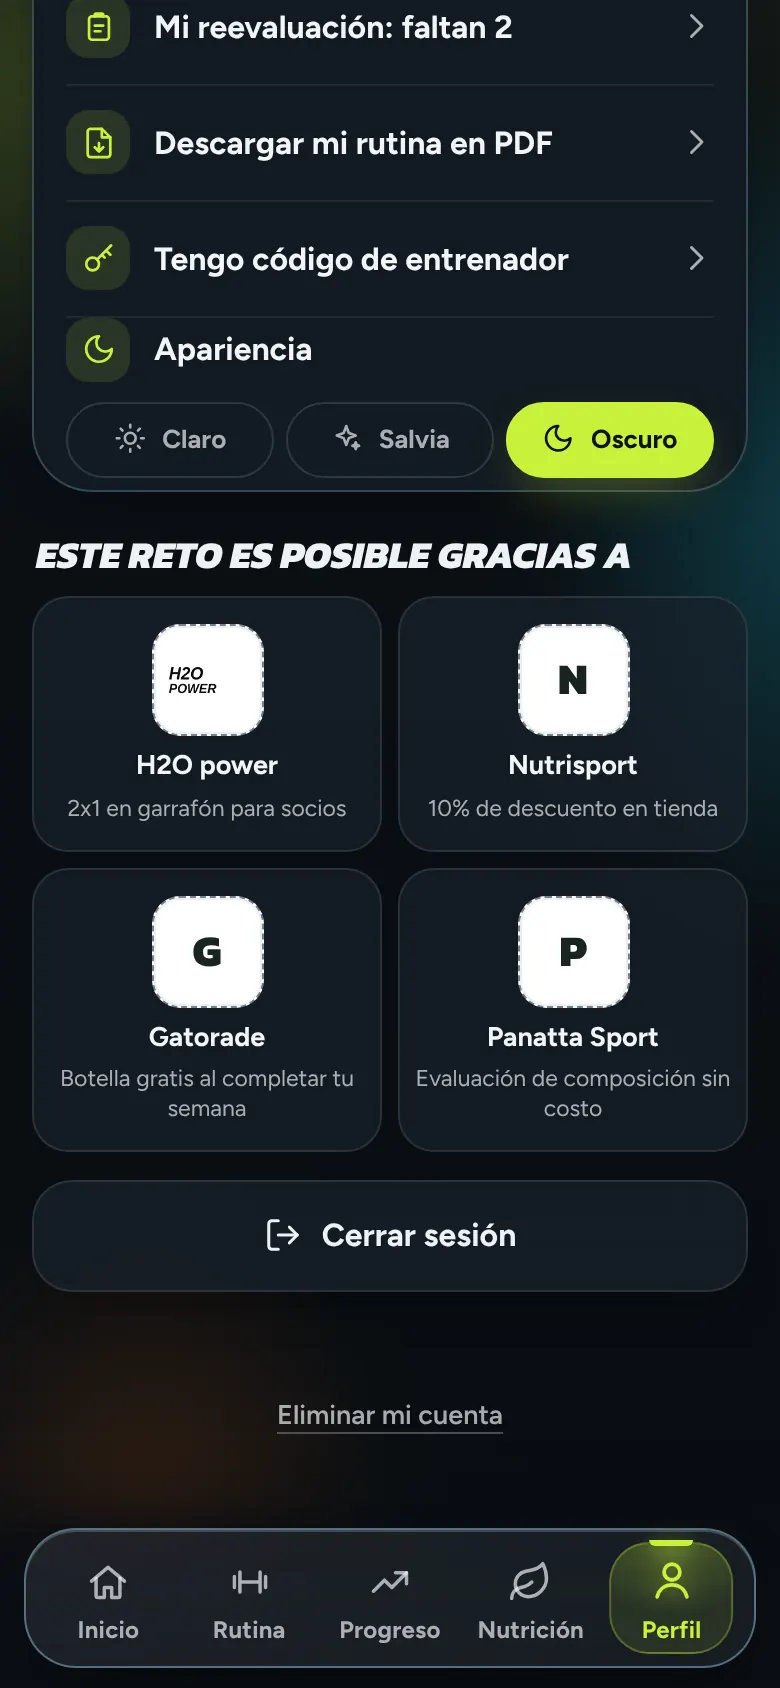 Mi reevaluación: faltan 2
Descargar mi rutina en PDF
Tengo código de entrenador
Apariencia
Claro
Salvia
Oscuro
ESTE RETO ES POSIBLE GRACIAS A
H2O
POWER
H2O power
2x1 en garrafón para socios
N
Nutrisport
10% de descuento en tienda
G
Gatorade
Botella gratis al completar tu
semana
P
Panatta Sport
Evaluación de composición sin
costo
Cerrar sesión
Eliminar mi cuenta
Inicio
Rutina
Progreso
Nutrición
Perfil